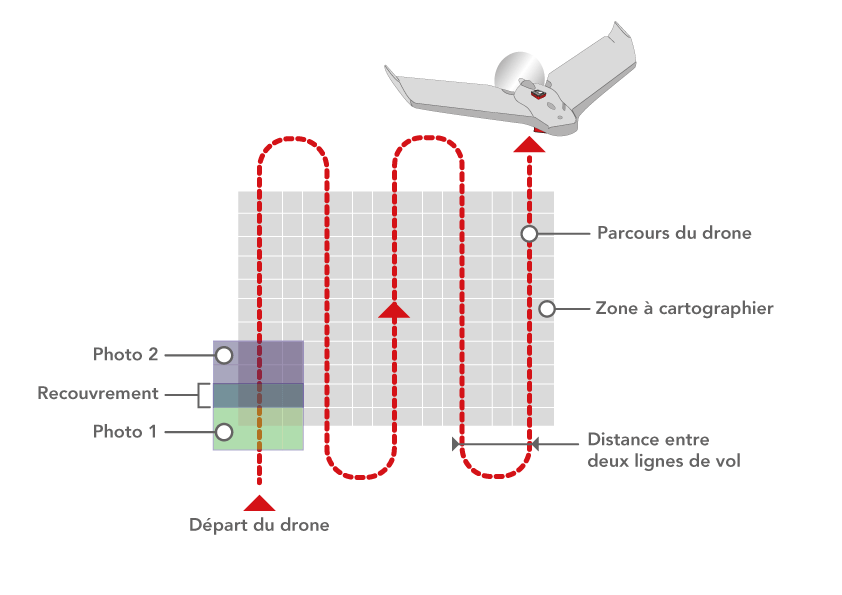 Parcours du drone
Zone à cartographier
Photo 2
Recouvrement
Photo 1
Distance entre
deux lignes de vol
Départ du drone